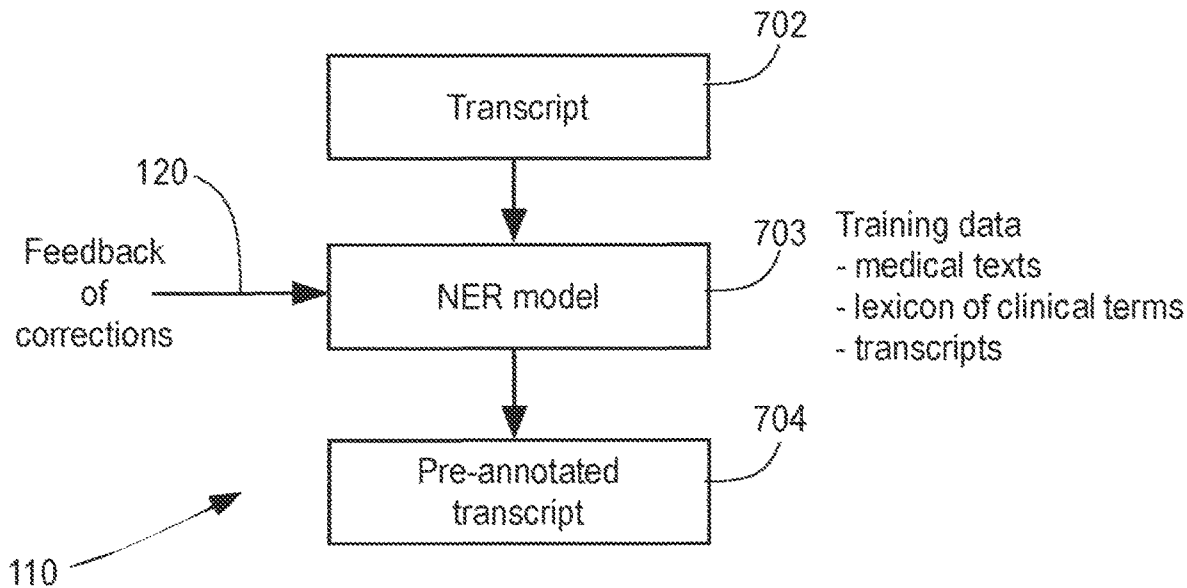 702
Transcript
120
Feedback
of
corrections
703
NER model
Training data
- medical texts
- lexicon of clinical terms
- transcripts
704
Pre-annotated
transcript
110